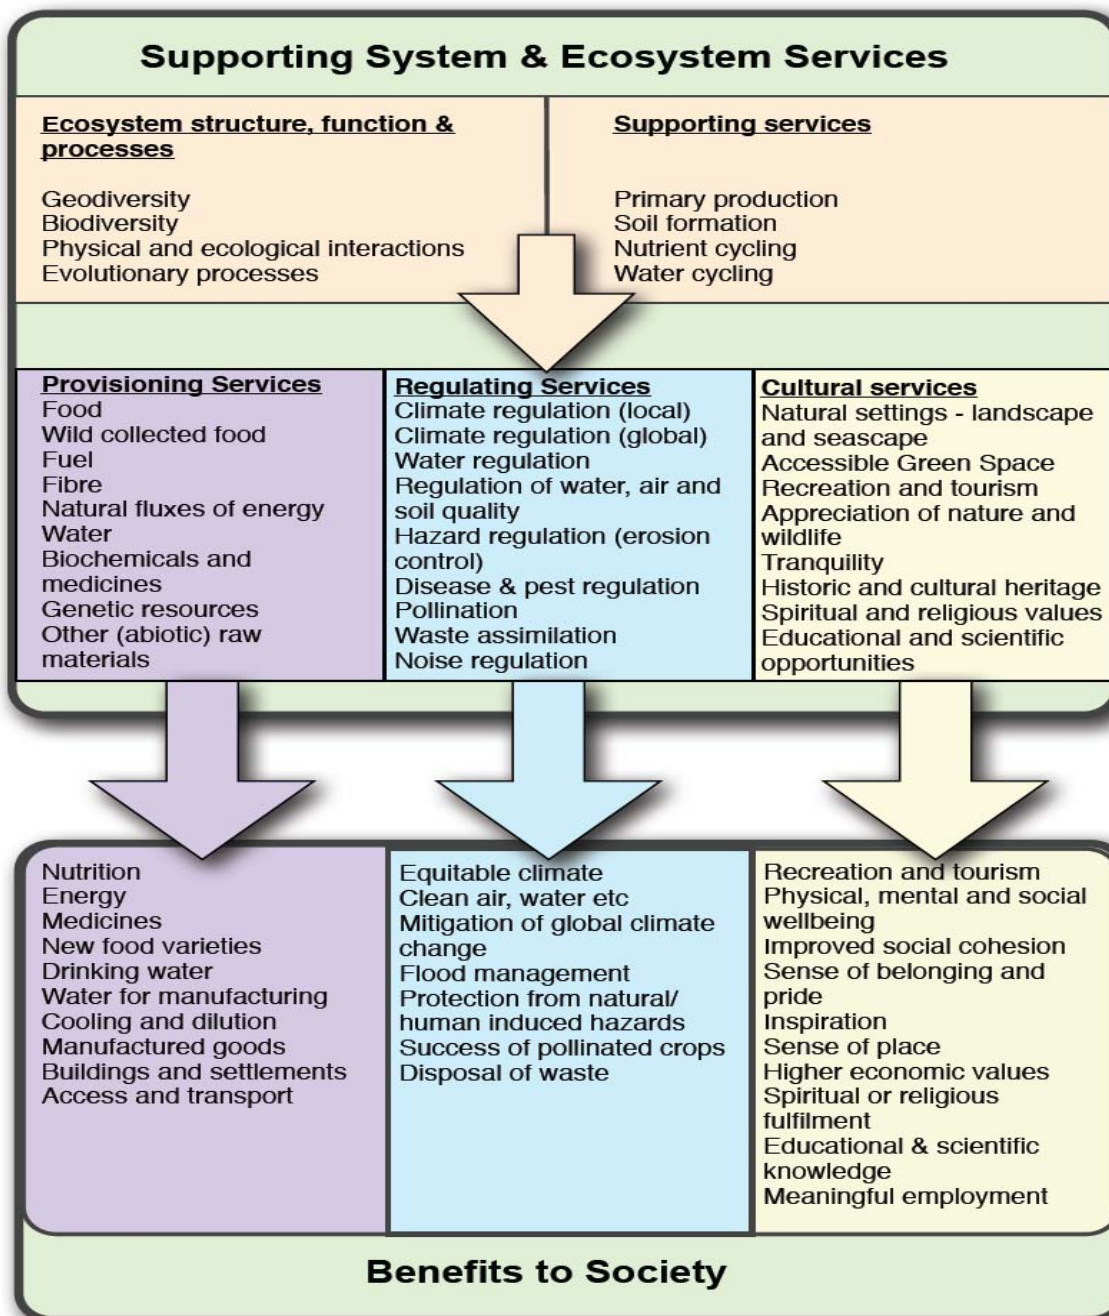 Supporting System & Ecosystem Services
Ecosystem structure, function &
processes
Geodiversity
Biodiversity
Physical and ecological interactions
Evolutionary processes
Supporting services
Primary production
Soil formation
Nutrient cycling
Water cycling
Provisioning Services
Food
Wild collected food
Fuel
Fibre
Natural fluxes of energy
Water
Biochemicals and
medicines
Genetic resources
Other (abiotic) raw
materials
Regulating Services
Climate regulation (local)
Climate regulation (global)
Water regulation
Regulation of water, air and
soil quality
Hazard regulation (erosion
control)
Disease & pest regulation
Pollination
Waste assimilation
Noise regulation
Cultural services
Natural settings - landscape
and seascape
Accessible Green Space
Recreation and tourism
Appreciation of nature and
wildlife
Tranquility
Historic and cultural heritage
Spiritual and religious values
Educational and scientific
opportunities
Nutrition
Energy
Medicines
New food varieties
Drinking water
Water for manufacturing
Cooling and dilution
Manufactured goods
Buildings and settlements
Access and transport
Equitable climate
Clean air, water etc
Mitigation of global climate
change
Flood management
Protection from natural/
human induced hazards
Success of pollinated crops
Disposal of waste
Recreation and tourism
Physical, mental and social
wellbeing
Improved social cohesion
Sense of belonging and
pride
Inspiration
Sense of place
Higher economic values
Spiritual or religious
fulfilment
Educational & scientific
knowledge
Meaningful employment
Benefits to Society